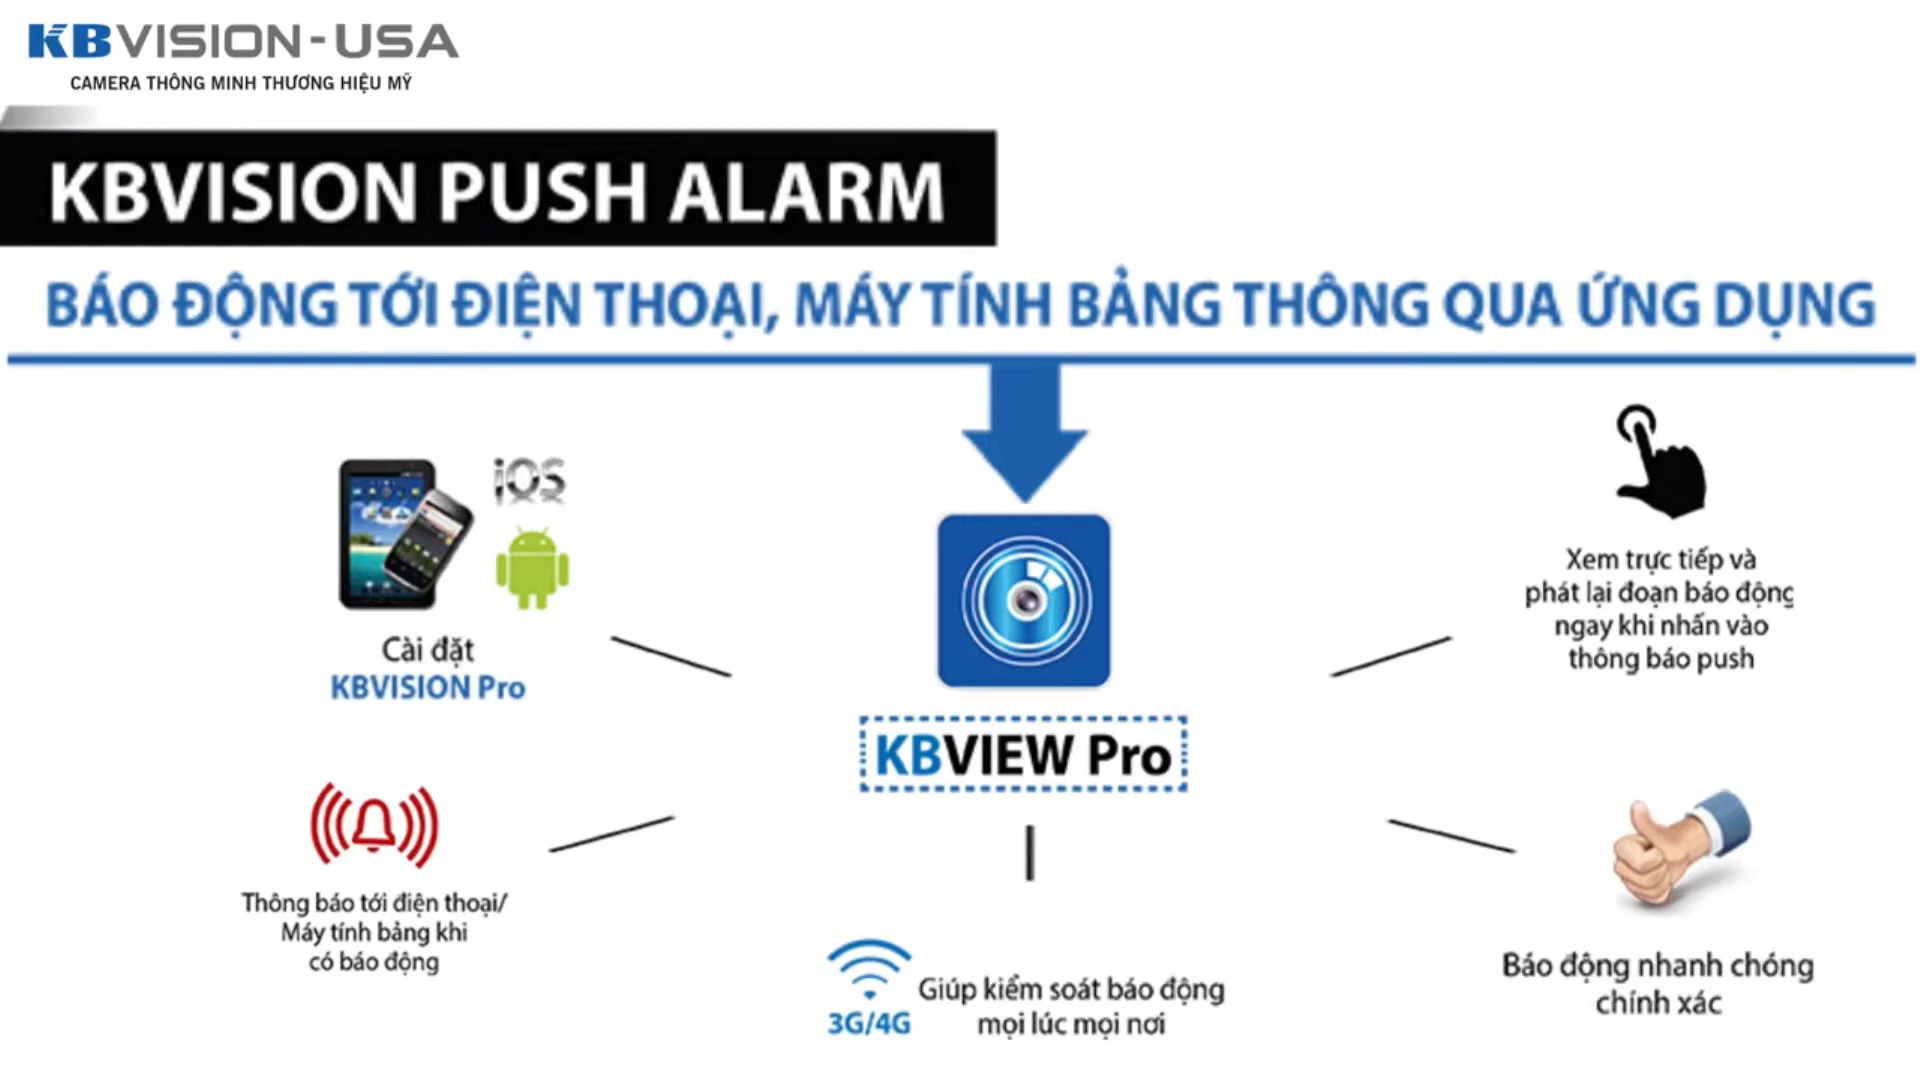 KBVISION-USA
CAMERA THÔNG MINH THƯƠNG HIỆU MỸ
KBVISION PUSH ALARM
BÁO ĐỘNG TỚI ĐIỆN THOẠI, MÁY TÍNH BẢNG THÔNG QUA ỨNG DỤNG
iOS
Cài đặt
KBVISION Pro
KBVIEW Pro
Xem trực tiếp và
phát lại đoạn báo động
ngay khi nhấn vào
thông báo push
Thông báo tới điện thoại/
Máy tính bảng khi
có báo động
3G/4G
Giúp kiểm soát báo động
mọi lúc mọi nơi
Báo động nhanh chóng
chính xác